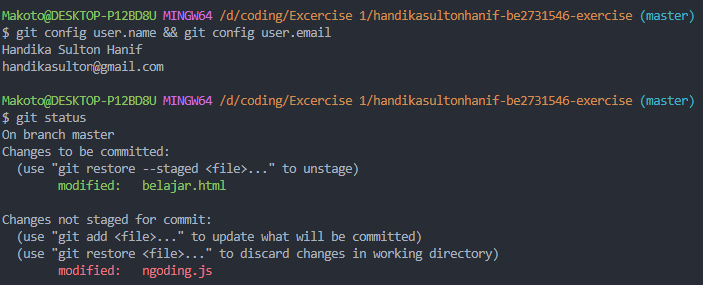 Makoto@DESKTOP-P12BD8U MINGW64 /d/coding/Excercise 1/handikasultonhanif-be2731546-exercise (master)
$ git config user.name && git config user.email
Handika Sulton Hanif
handikasulton@gmail.com
Makoto@DESKTOP-P12BD8U MINGW64 /d/coding/Excercise 1/handikasultonhanif-be2731546-exercise (master)
$ git status
On branch master
Changes to be committed:
(use "git restore --staged <file>..." to unstage)
modified: belajar.html
Changes not staged for commit:
(use "git add <file>..." to update what will be committed)
(use "git restore <file>..." to discard changes in working directory)
modified: ngoding.js